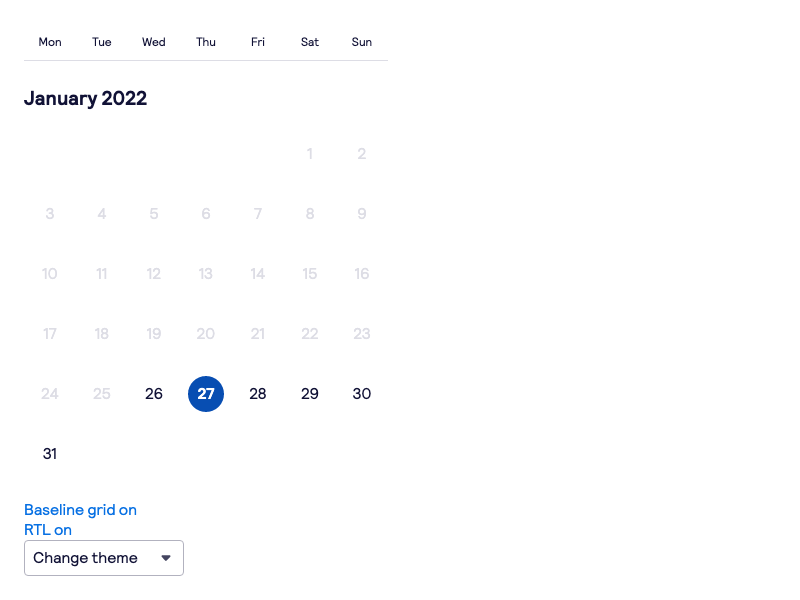 Mon Tue Wed Thu Fri Sat Sun
January 2022
1 2
3 4 5 6 7 8 9
10 11 12 13 14 15 16
17 18 19 20 21 22 23
24 25 26 27 28 29 30
31
Baseline grid on
RTL on
Change theme